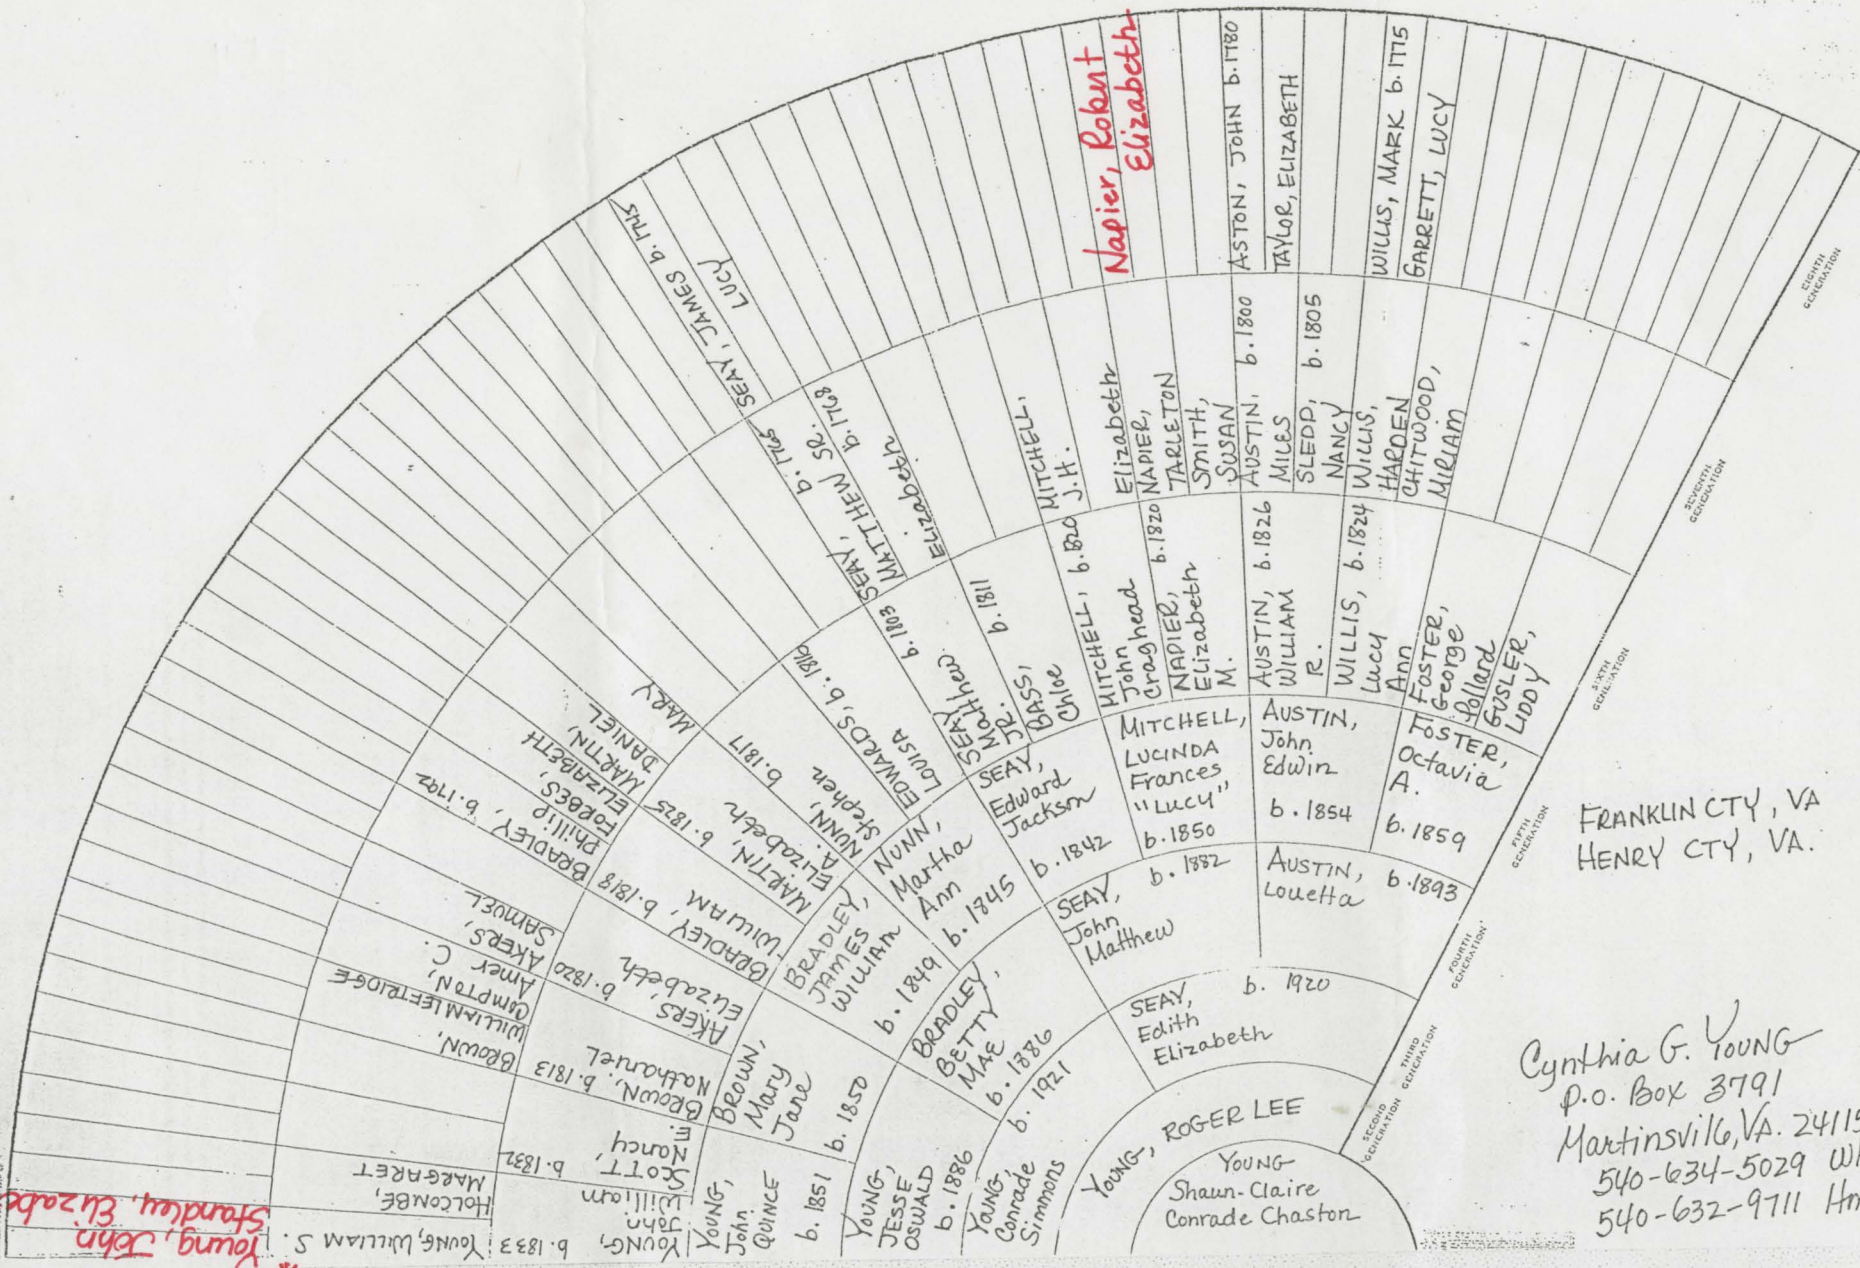 YOUNG
Shaun-Claire
Conrade Chaston
YOUNG, ROGER LEE
Young,
Conrade
Simmons
b. 1921
SEAY,
Edith
Elizabeth
b. 1920
Young,
JESSE
OSWALD
b. 1886
BRADLEY,
BETTY
MAE
b. 1886
SEAY,
John
Matthew
b. 1882
AUSTIN,
Louetta
b. 1893
YOUNG,
John
QUINCE
b. 1851
BROWN,
Mary
Jane
b. 1850
BRADLEY,
JAMES
WILLIAM
b. 1849
NUNN,
Martha
Ann
b. 1845
SEAY,
Edward
Jackson
b. 1842
MITCHELL,
LUCINDA
Frances
"LUCY"
b. 1850
AUSTIN,
John
Edwin
b. 1854
FOSTER,
Octavia
A.
b. 1859
YOUNG,
John
William
b. 1833
SCOTT,
Nancy
E.
b. 1832
BROWN,
Nathaniel
b. 1813
AKERS,
Elizabeth
b. 1820
BRADLEY,
WILLIAM
b. 1818
MARTIN,
Elizabeth
b. 1825
NUNN,
Stephen
b. 1817
EDWARDS, b. 1816
LOUISA
SEAY,
Matthew
JR.
b. 1803
BASS,
Chloe
b. 1811
MITCHELL, b. 1820
John
Craghead
NAPIER, b. 1820
Elizabeth
M.
AUSTIN, b. 1826
WILLIAM
R.
WILLIS, b. 1824
Lucy
Ann
FOSTER,
George
Pollard
GUSLER,
LIDDY
YOUNG, WILLIAM S.
HOLCOMBE,
MARGARET
BROWN,
WILLIAM LEFTRIDGE
COMPTON,
Amer C.
AKERS,
SAMUEL
BRADLEY, b. 1792
Phillip
FORBES,
ELIZABETH
MARTIN,
DANIEL
MARY
SEAY, b. 1768
MATTHEW SR.
b. 1768
Elizabeth
MITCHELL,
J.H.
Elizabeth
NAPIER,
TARLETON
SMITH,
SUSAN
AUSTIN, b. 1800
MILES
SLEDD, b. 1805
NANCY
WILLIS,
HARDEN
CHITWOOD,
MIRIAM
Young, John
Standley, Elizabe
SEAY, JAMES b. 1745
LUCY
Napier, Robert
Elizabeth
ASTON, JOHN b. 1780
TAYLOR, ELIZABETH
WILLIS, MARK b. 1775
GARRETT, LUCY
EIGHTH
GENERATION
SEVENTH
GENERATION
SIXTH
GENERATION
FIFTH
GENERATION
FOURTH
GENERATION
THIRD
GENERATION
SECOND
GENERATION
FRANKLIN CTY, VA
HENRY CTY, VA.
Cynthia G. YOUNG
P.O. Box 3791
Martinsville, VA. 24115
540-634-5029 WK
540-632-9711 Hm